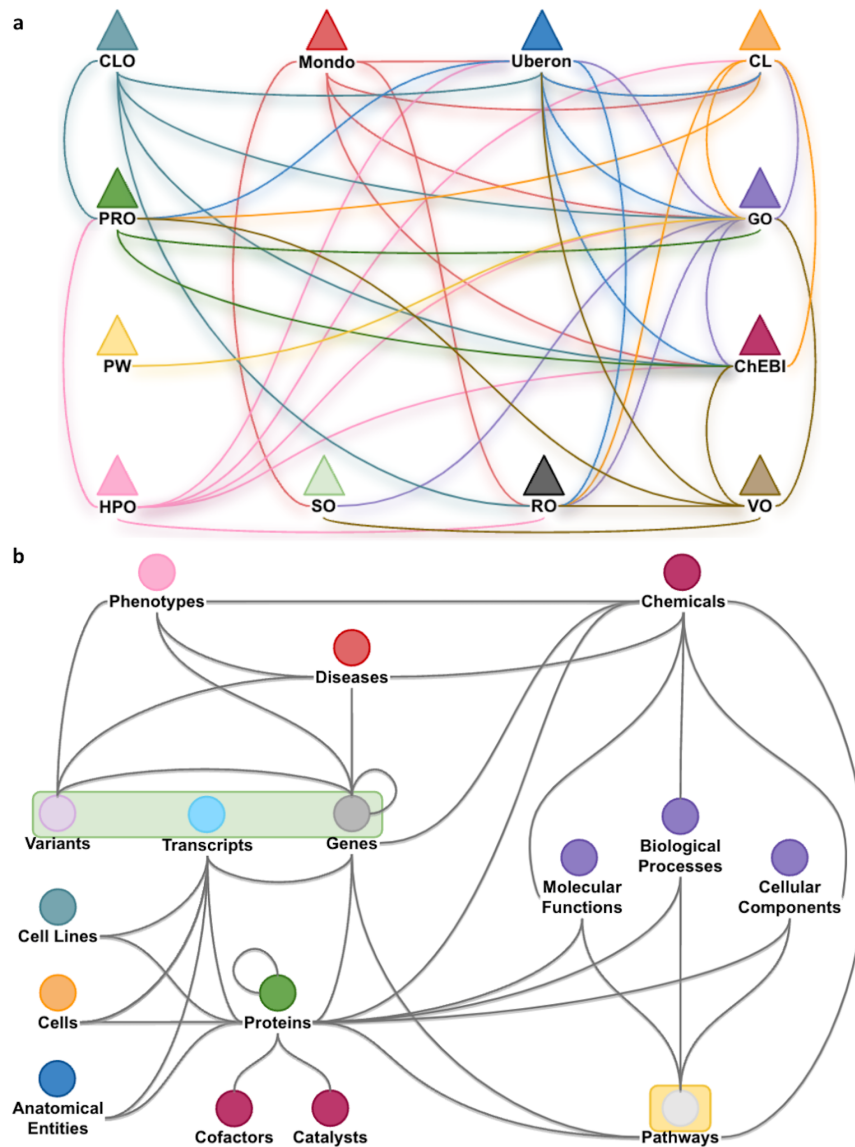 a
CLO
Mondo
Uberon
CL
PRO
GO
PW
ChEBI
HPO
SO
RO
VO
b
Phenotypes
Chemicals
Diseases
Variants
Transcripts
Genes
Molecular
Functions
Biological
Processes
Cellular
Components
Cell Lines
Cells
Proteins
Anatomical
Entities
Cofactors
Catalysts
Pathways